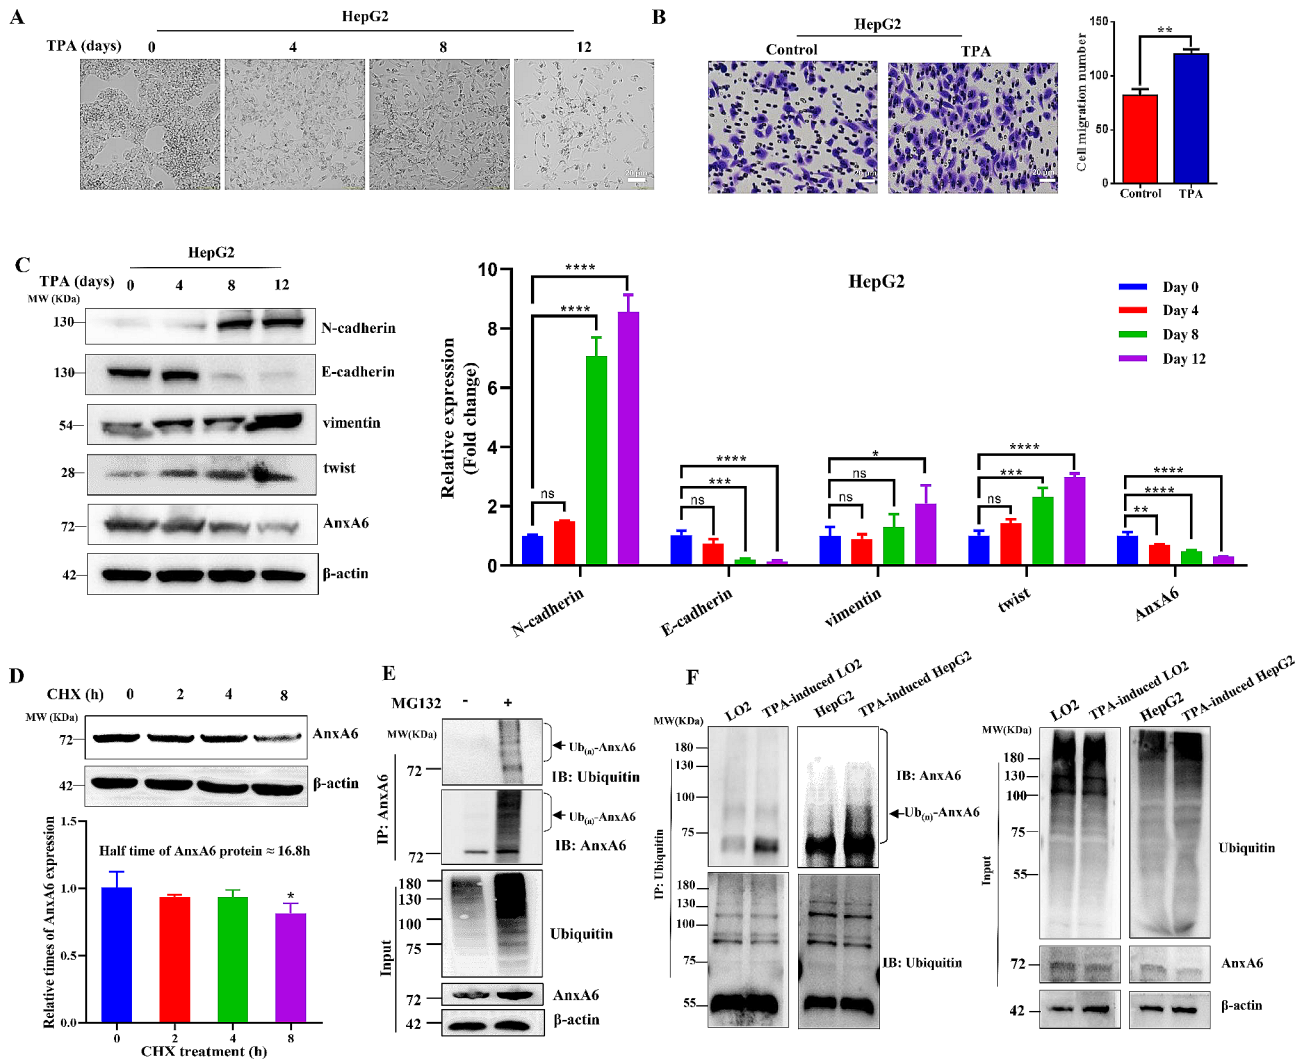 A
HepG2
TPA (days) 0 4 8 12
20 μm
B
HepG2
Control TPA
20 μm
20 μm
Cell migration number
150
100
50
0
**
Control TPA
C
HepG2
TPA (days) 0 4 8 12
MW (KDa)
130 N-cadherin
130 E-cadherin
54 vimentin
28 twist
72 AnxA6
42 β-actin
HepG2
Relative expression
(Fold change)
10
8
6
4
2
0
ns **** ****
ns *** ****
ns ns *
ns *** ****
** **** ****
Day 0
Day 4
Day 8
Day 12
N-cadherin E-cadherin vimentin twist AnxA6
D
CHX (h) 0 2 4 8
MW (KDa)
72 AnxA6
42 β-actin
Relative times of AnxA6 expression
1.5
1.0
0.5
0.0
Half time of AnxA6 protein ≈ 16.8h
*
0 2 4 8
CHX treatment (h)
E
MG132 - +
MW(KDa)
IP: AnxA6
Ub(n)-AnxA6
72 IB: Ubiquitin
Ub(n)-AnxA6
72 IB: AnxA6
Input
180
130
100
75
Ubiquitin
72 AnxA6
42 β-actin
F
LO2 TPA-induced LO2 HepG2 TPA-induced HepG2
MW(KDa)
IP: Ubiquitin
180
130
100
75
IB: AnxA6
Ub(n)-AnxA6
180
130
100
75
55
IB: Ubiquitin
LO2 TPA-induced LO2 HepG2 TPA-induced HepG2
MW(KDa)
Input
180
130
100
75
55
Ubiquitin
72 AnxA6
42 β-actin